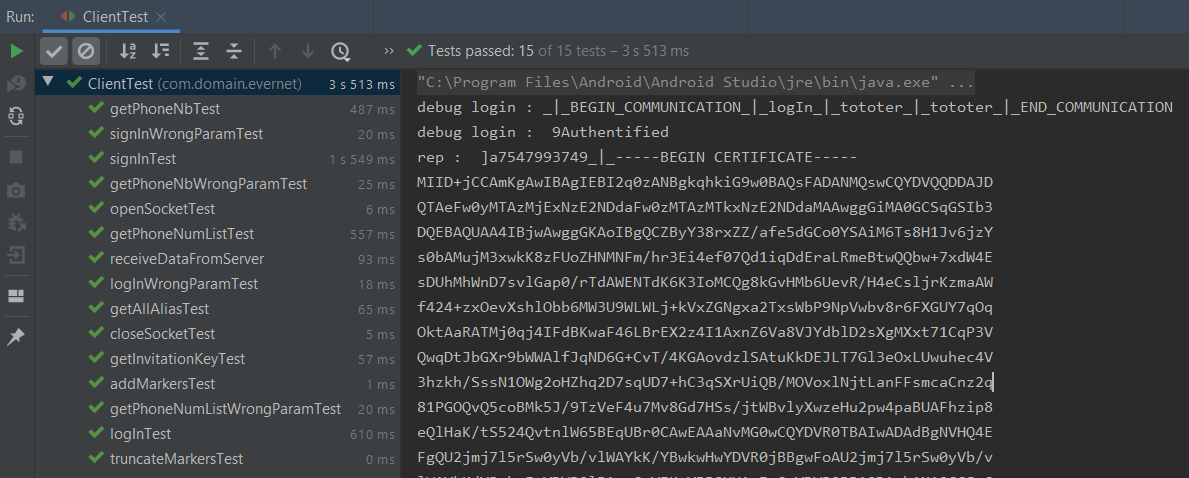 Run: ClientTest ×
» Tests passed: 15 of 15 tests – 3 s 513 ms
ClientTest (com.domain.evernet) 3 s 513 ms
getPhoneNbTest 487 ms
signInWrongParamTest 20 ms
signInTest 1 s 549 ms
getPhoneNbWrongParamTest 25 ms
openSocketTest 6 ms
getPhoneNumListTest 557 ms
receiveDataFromServer 93 ms
logInWrongParamTest 18 ms
getAllAliasTest 65 ms
closeSocketTest 5 ms
getInvitationKeyTest 57 ms
addMarkersTest 1 ms
getPhoneNumListWrongParamTest 20 ms
logInTest 610 ms
truncateMarkersTest 0 ms
"C:\Program Files\Android\Android Studio\jre\bin\java.exe" ...
debug login : _|_BEGIN_COMMUNICATION_|_logIn_|_tototer_|_tototer_|_END_COMMUNICATION
debug login :  9Authentified
rep :  ]a7547993749_|_-----BEGIN CERTIFICATE-----
MIID+jCCAmKgAwIBAgIEBI2q0zANBgkqhkiG9w0BAQsFADANMQswCQYDVQQDDAJD
QTAeFw0yMTAzMjExNzE2NDdaFw0zMTAzMTkxNzE2NDdaMAAwggGiMA0GCSqGSIb3
DQEBAQUAA4IBjwAwggGKAoIBgQCZByY38rxZZ/afe5dGCo0YSAiM6Ts8H1Jv6jzY
s0bAMujM3xwkK8zFUoZHNMNFm/hr3Ei4ef07Qd1iqDdEraLRmeBtwQQbw+7xdW4E
sDUhMhWnD7svlGap0/rTdAWENTdK6K3IoMCQg8kGvHMb6UevR/H4eCsljrKzmaAW
f424+zxOevXshlObb6MW3U9WLWLj+kVxZGNgxa2TxsWbP9NpVwbv8r6FXGUY7qOq
OktAaRATMj0qj4IFdBKwaF46LBrEX2z4I1AxnZ6Va8VJYdblD2sXgMXxt71CqP3V
QwqDtJbGXr9bWWAlfJqND6G+CvT/4KGAovdzlSAtuKkDEJLT7Gl3eOxLUwuhec4V
3hzkh/SssN1OWg2oHZhq2D7sqUD7+hC3qSXrUiQB/MOVoxlNjtLanFFsmcaCnz2q
81PGOQvQ5coBMk5J/9TzVeF4u7Mv8Gd7HSs/jtWBvlyXwzeHu2pw4paBUAFhzip8
eQlHaK/tS524QvtnlW65BEqUBr0CAwEAAaNvMG0wCQYDVR0TBAIwADAdBgNVHQ4E
FgQU2jmj7l5rSw0yVb/vlWAYkK/YBwkwHwYDVR0jBBgwFoAU2jmj7l5rSw0yVb/v